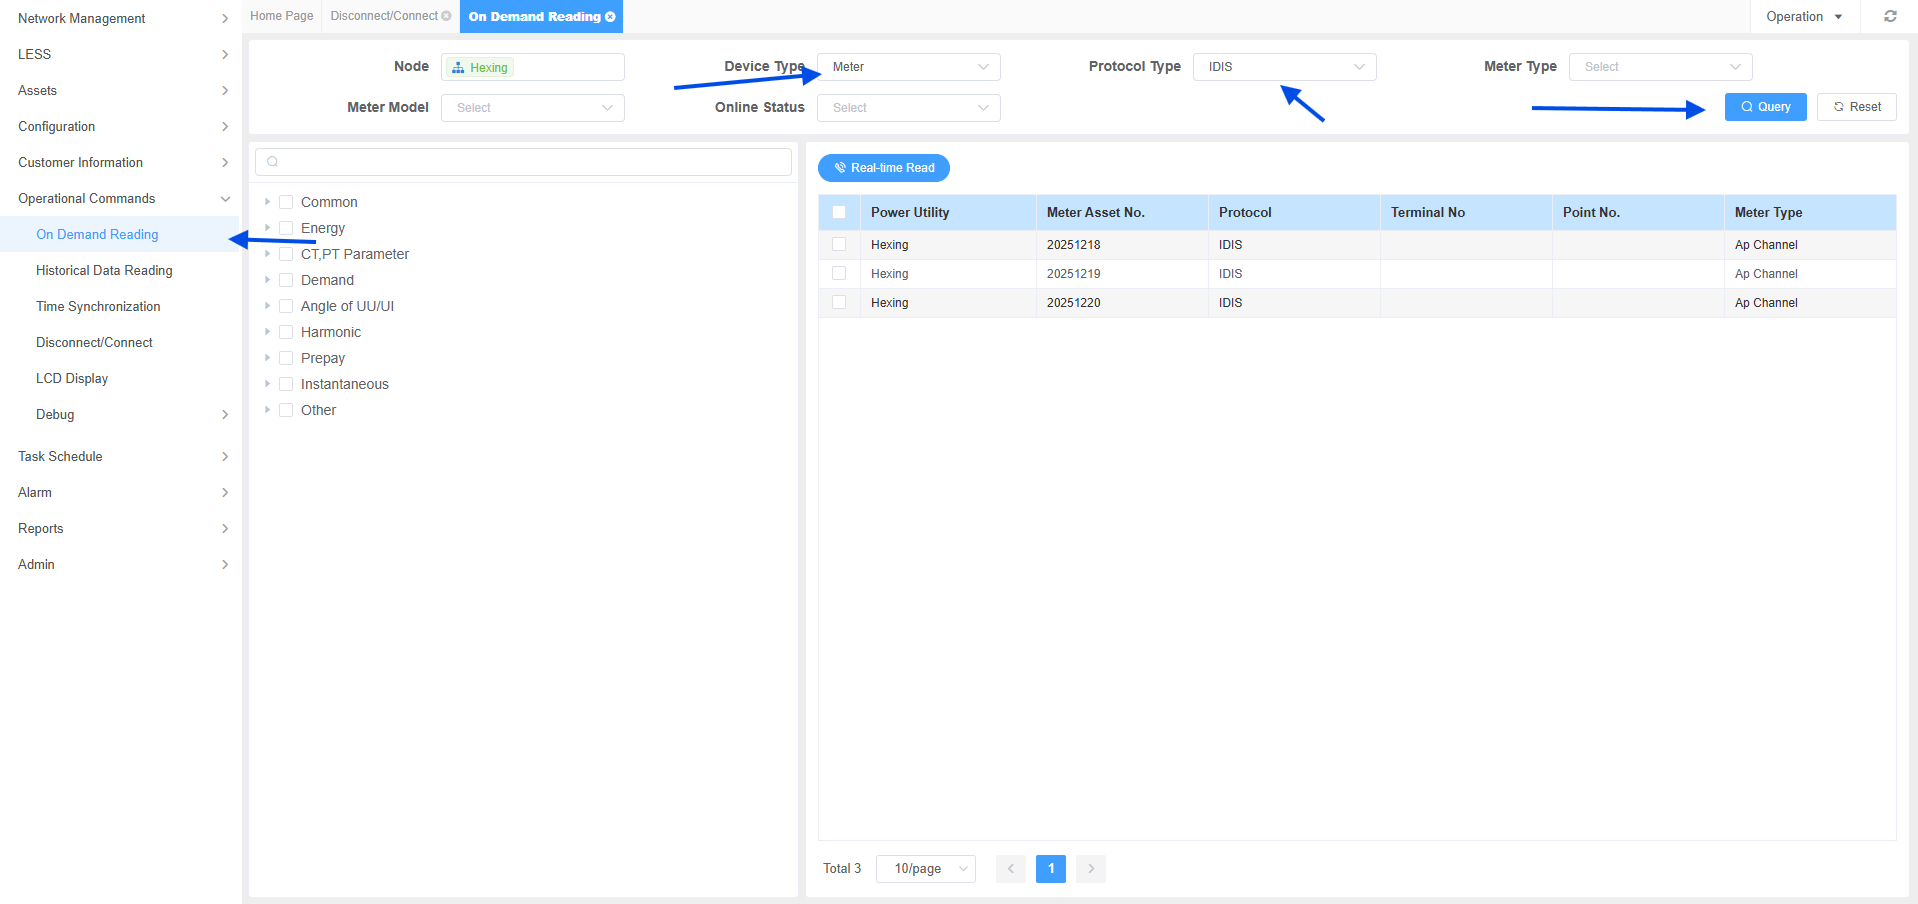 Network Management
LESS
Assets
Configuration
Customer Information
Operational Commands
On Demand Reading
Historical Data Reading
Time Synchronization
Disconnect/Connect
LCD Display
Debug
Task Schedule
Alarm
Reports
Admin
Home Page Disconnect/Connect On Demand Reading Operation
Node Hexing Device Type Meter Protocol Type IDIS Meter Type Select
Meter Model Select Online Status Select Query Reset
Common
Energy
CT,PT Parameter
Demand
Angle of UU/UI
Harmonic
Prepay
Instantaneous
Other
Real-time Read
Power Utility Meter Asset No. Protocol Terminal No Point No. Meter Type
Hexing 20251218 IDIS Ap Channel
Hexing 20251219 IDIS Ap Channel
Hexing 20251220 IDIS Ap Channel
Total 3 10/page 1